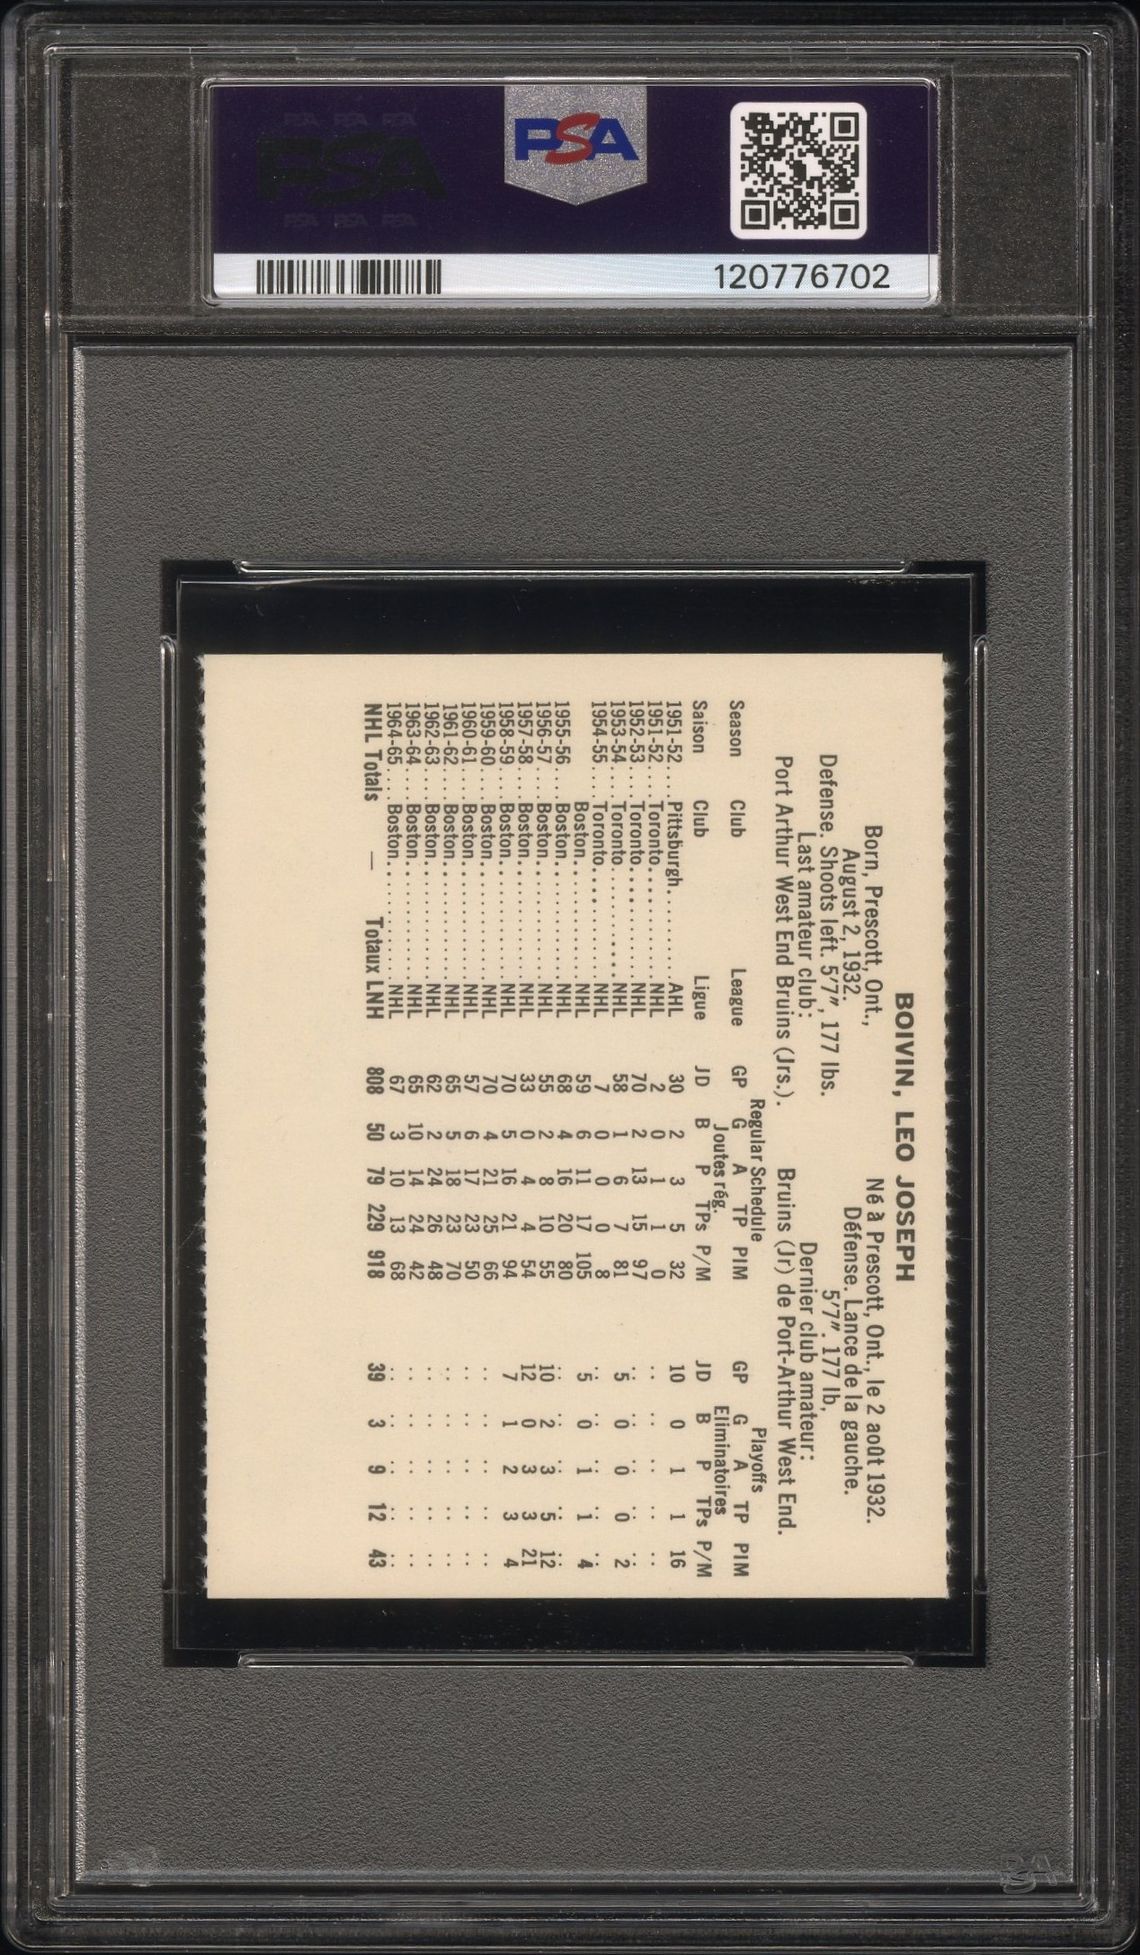 PSA
120776702
BOIVIN, LEO JOSEPH
Born, Prescott, Ont.,
August 2, 1932.
Defense. Shoots left. 5'7", 177 lbs.
Last amateur club:
Port Arthur West End Bruins (Jrs.).
Né à Prescott, Ont., le 2 août 1932.
Défense. Lance de la gauche.
5'7". 177 lb,
Dernier club amateur:
Bruins (Jr) de Port-Arthur West End.
Regular Schedule Playoffs
Season Club League GP G A TP PIM GP G A TP PIM
Joutes rég. Eliminatoires
Saison Club Ligue JD B P TPs P/M JD B P TPs P/M
1951-52.... Pittsburgh........ AHL 30 2 3 5 32 10 0 1 1 16
1951-52.... Toronto.......... NHL 2 0 1 1 0 .. .. .. .. ..
1952-53.... Toronto.......... NHL 70 2 13 15 97 .. .. .. .. ..
1953-54.... Toronto.......... NHL 58 1 6 7 81 5 0 0 0 2
1954-55.... Toronto.......... NHL 7 0 0 0 8 .. .. .. .. ..
Boston.......... NHL 59 6 11 17 105 5 0 1 1 4
1955-56.... Boston.......... NHL 68 4 16 20 80 .. .. .. .. ..
1956-57.... Boston.......... NHL 55 2 8 10 55 10 2 3 5 12
1957-58.... Boston.......... NHL 33 0 4 4 54 12 0 3 3 21
1958-59.... Boston.......... NHL 70 5 16 21 94 7 1 2 3 4
1959-60.... Boston.......... NHL 70 4 21 25 66 .. .. .. .. ..
1960-61.... Boston.......... NHL 57 6 17 23 50 .. .. .. .. ..
1961-62.... Boston.......... NHL 65 5 18 23 70 .. .. .. .. ..
1962-63.... Boston.......... NHL 62 2 24 26 48 .. .. .. .. ..
1963-64.... Boston.......... NHL 65 10 14 24 42 .. .. .. .. ..
1964-65.... Boston.......... NHL 67 3 10 13 68 .. .. .. .. ..
NHL Totals — Totaux LNH 808 50 79 229 918 39 3 9 12 43